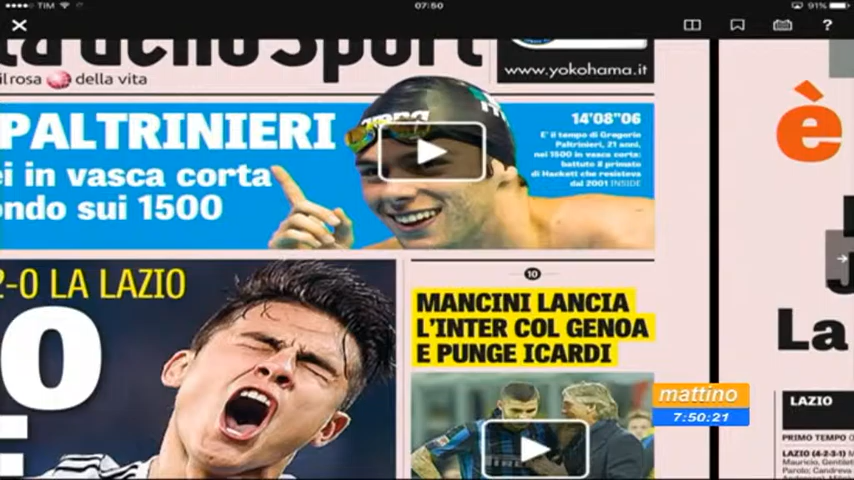 TIM
07:50
91%
?
ta dello Sport
il rosa della vita
www.yokohama.it
PALTRINIERI
ei in vasca corta
ondo sui 1500
14'08"06
E' il tempo di Gregorio
Paltrinieri, 21 anni,
nei 1500 in vasca corta:
battuto il primato
di Hackett che resisteva
dal 2001 INSIDE
2-0 LA LAZIO
O
10
MANCINI LANCIA
L'INTER COL GENOA
E PUNGE ICARDI
mattino
7:50:21
è
La
LAZIO
PRIMO TEMPO
LAZIO (4-2-3-1)
Mauricio, Gentilet
Parolo; Candreva